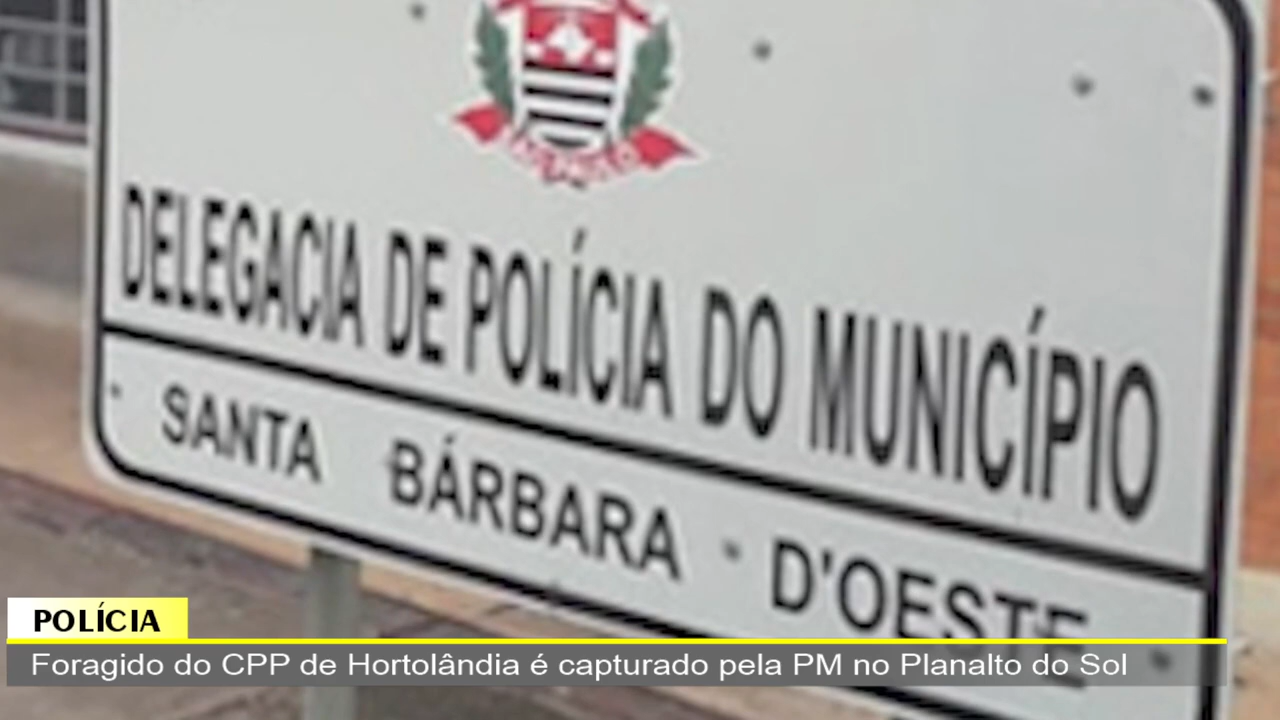 DELEGACIA DE POLÍCIA DO MUNICÍPIO
SANTA BÁRBARA D'OESTE
POLÍCIA
Foragido do CPP de Hortolândia é capturado pela PM no Planalto do Sol